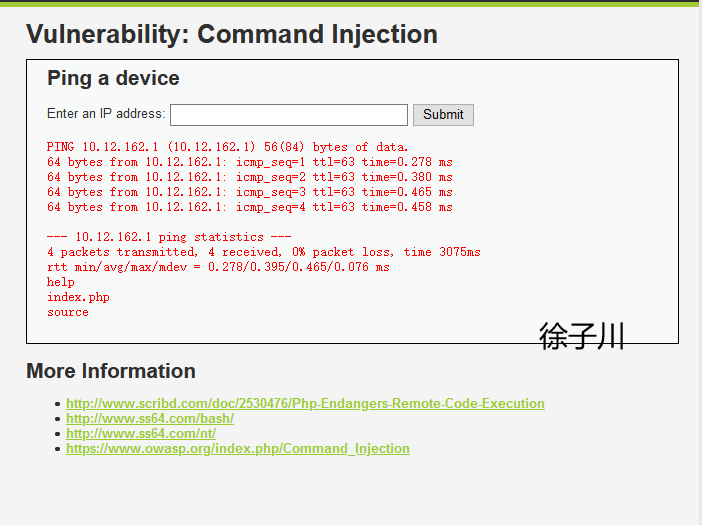 Vulnerability: Command Injection
Ping a device
Enter an IP address:
Submit
PING 10.12.162.1 (10.12.162.1) 56(84) bytes of data.
64 bytes from 10.12.162.1: icmp_seq=1 ttl=63 time=0.278 ms
64 bytes from 10.12.162.1: icmp_seq=2 ttl=63 time=0.380 ms
64 bytes from 10.12.162.1: icmp_seq=3 ttl=63 time=0.465 ms
64 bytes from 10.12.162.1: icmp_seq=4 ttl=63 time=0.458 ms
--- 10.12.162.1 ping statistics ---
4 packets transmitted, 4 received, 0% packet loss, time 3075ms
rtt min/avg/max/mdev = 0.278/0.395/0.465/0.076 ms
help
index.php
source
徐子川
More Information
http://www.scribd.com/doc/2530476/Php-Endangers-Remote-Code-Execution
http://www.ss64.com/bash/
http://www.ss64.com/nt/
https://www.owasp.org/index.php/Command_Injection